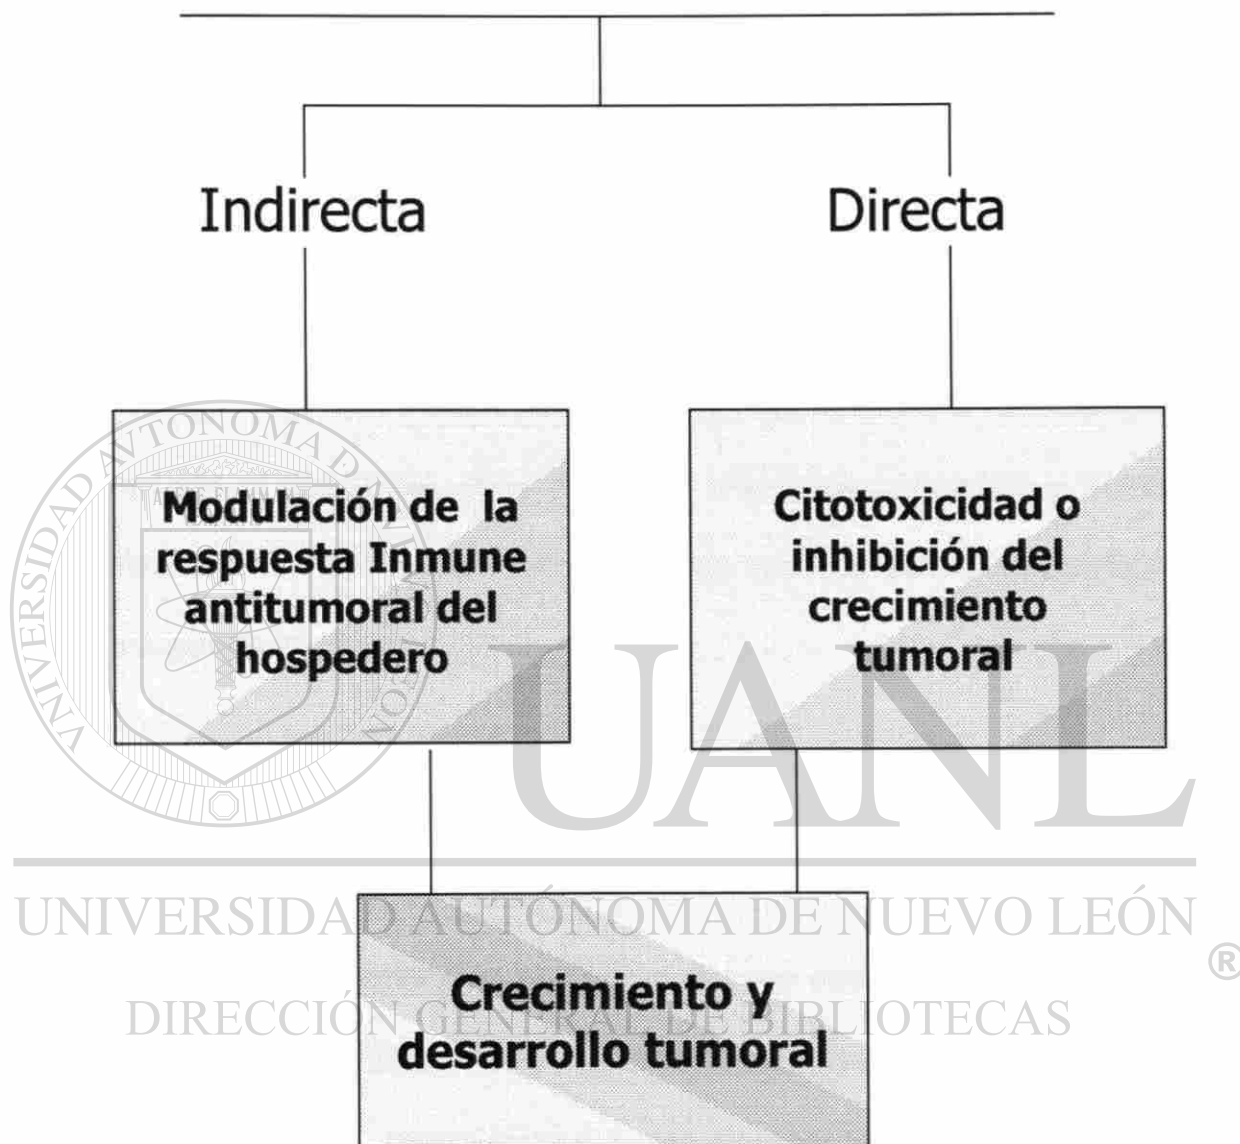 Indirecta
Directa
Modulación de la
respuesta Inmune
antitumoral del
hospedero
Citotoxicidad o
inhibición del
crecimiento
tumoral
UANL
UNIVERSIDAD AUTÓNOMA DE NUEVO LEÓN
®
DIRECCIÓN GENERAL DE BIBLIOTECAS
Crecimiento y
desarrollo tumoral